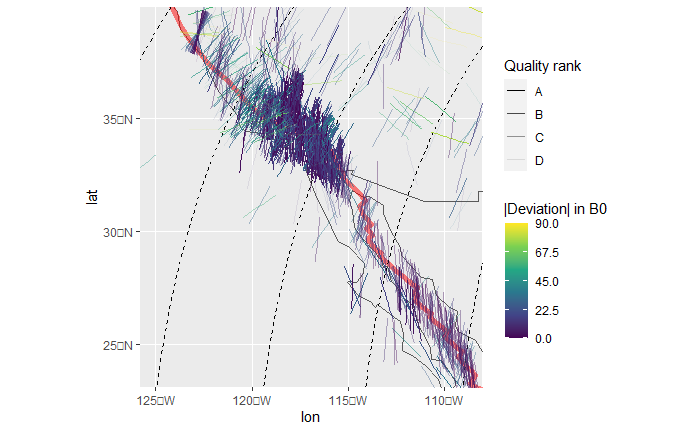 35□N
30□N
25□N
125□W
120□W
115□W
110□W
lon
lat
Quality rank
A
B
C
D
|Deviation| in B0
90.0
67.5
45.0
22.5
0.0